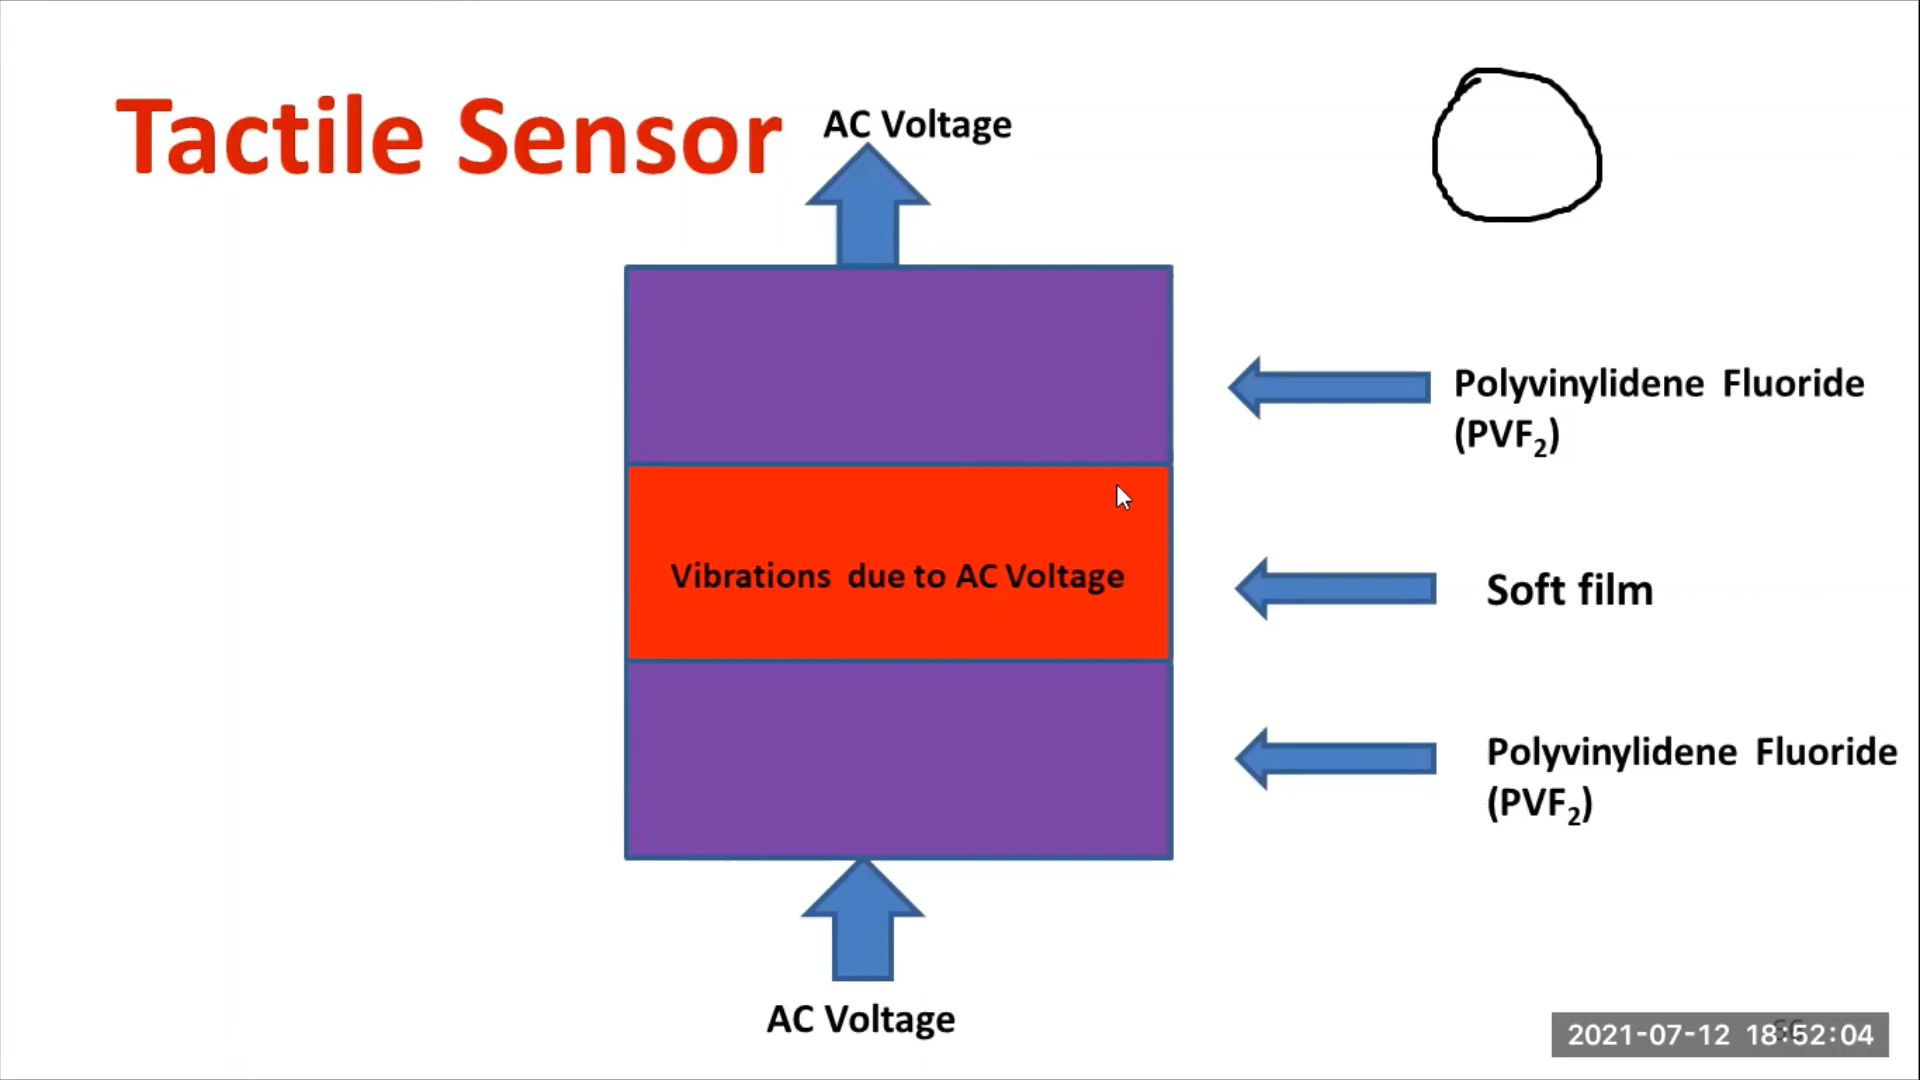 Tactile Sensor
AC Voltage
Polyvinylidene Fluoride
(PVF₂)
Vibrations due to AC Voltage
Soft film
Polyvinylidene Fluoride
(PVF₂)
AC Voltage
2021-07-12 18:52:04